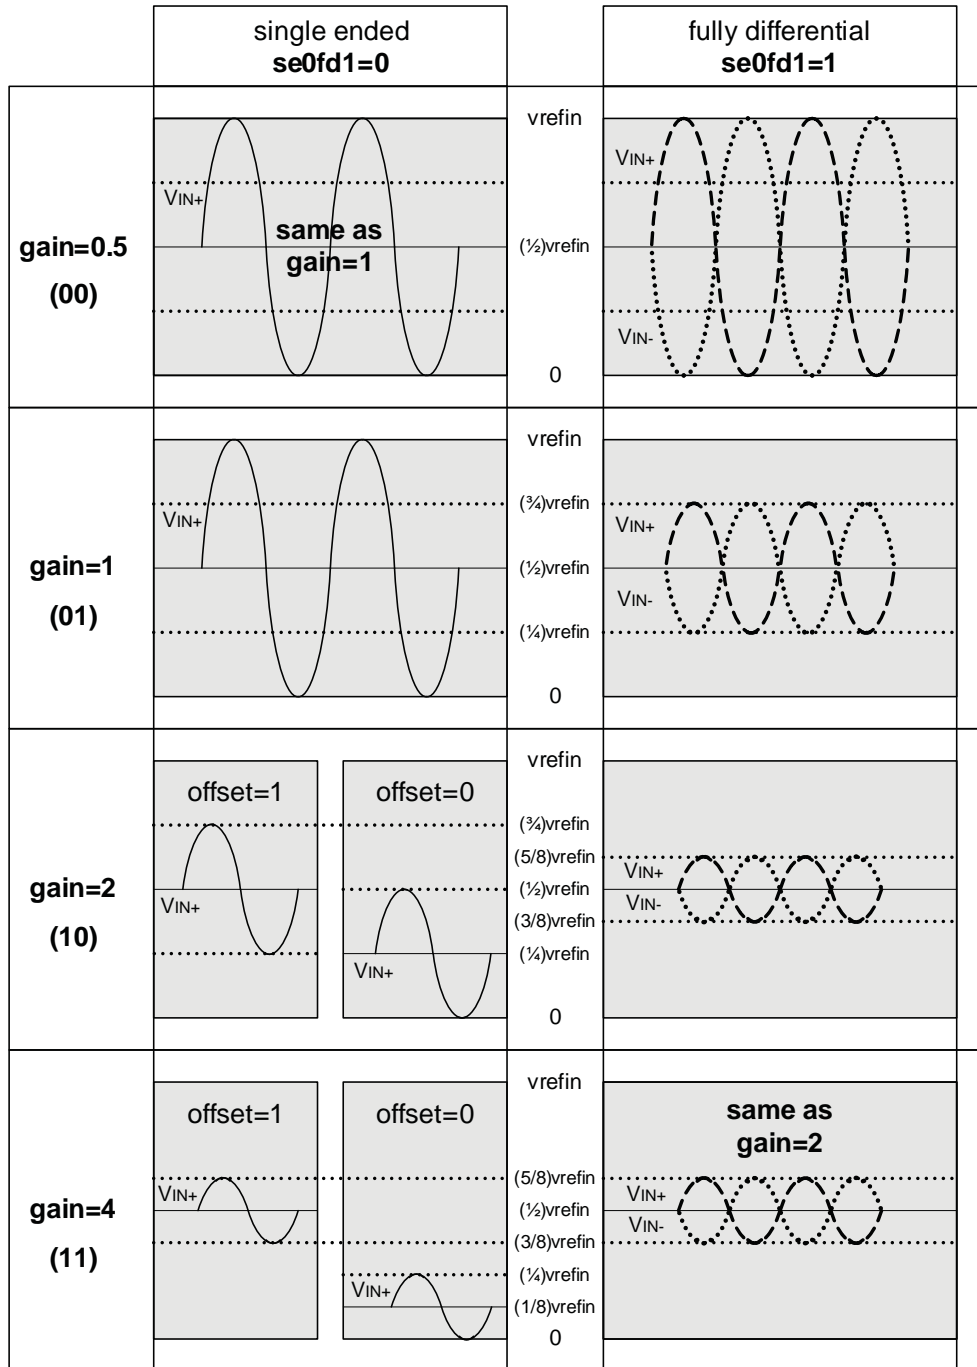 single ended
se0fd1=0
fully differential
se0fd1=1
gain=0.5
(00)
VIN+
same as
gain=1
vrefin
(½)vrefin
0
VIN+
VIN-
gain=1
(01)
VIN+
vrefin
(¾)vrefin
(½)vrefin
(¼)vrefin
0
VIN+
VIN-
gain=2
(10)
offset=1
VIN+
offset=0
VIN+
vrefin
(¾)vrefin
(5/8)vrefin
(½)vrefin
(3/8)vrefin
(¼)vrefin
0
VIN+
VIN-
gain=4
(11)
offset=1
VIN+
offset=0
VIN+
vrefin
(5/8)vrefin
(½)vrefin
(3/8)vrefin
(¼)vrefin
(1/8)vrefin
0
same as
gain=2
VIN+
VIN-